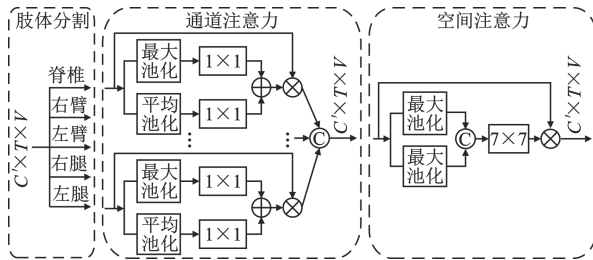 肢体分割
通道注意力
空间注意力
C'×T×V
脊椎
右臂
左臂
右腿
左腿
最大
池化
1×1
平均
池化
1×1
最大
池化
1×1
平均
池化
1×1
C
C'×T×V
最大
池化
最大
池化
C
7×7
C'×T×V